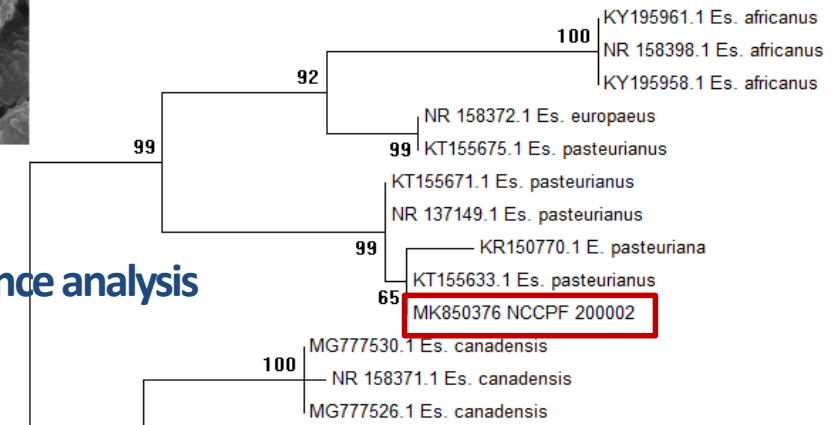 KY195961.1 Es. africanus
100
NR 158398.1 Es. africanus
92
KY195958.1 Es. africanus
NR 158372.1 Es. europaeus
99
99 KT155675.1 Es. pasteurianus
KT155671.1 Es. pasteurianus
NR 137149.1 Es. pasteurianus
99
KR150770.1 E. pasteuriana
nce analysis
KT155633.1 Es. pasteurianus
65
MK850376 NCCPF 200002
MG777530.1 Es. canadensis
100
NR 158371.1 Es. canadensis
MG777526.1 Es. canadensis